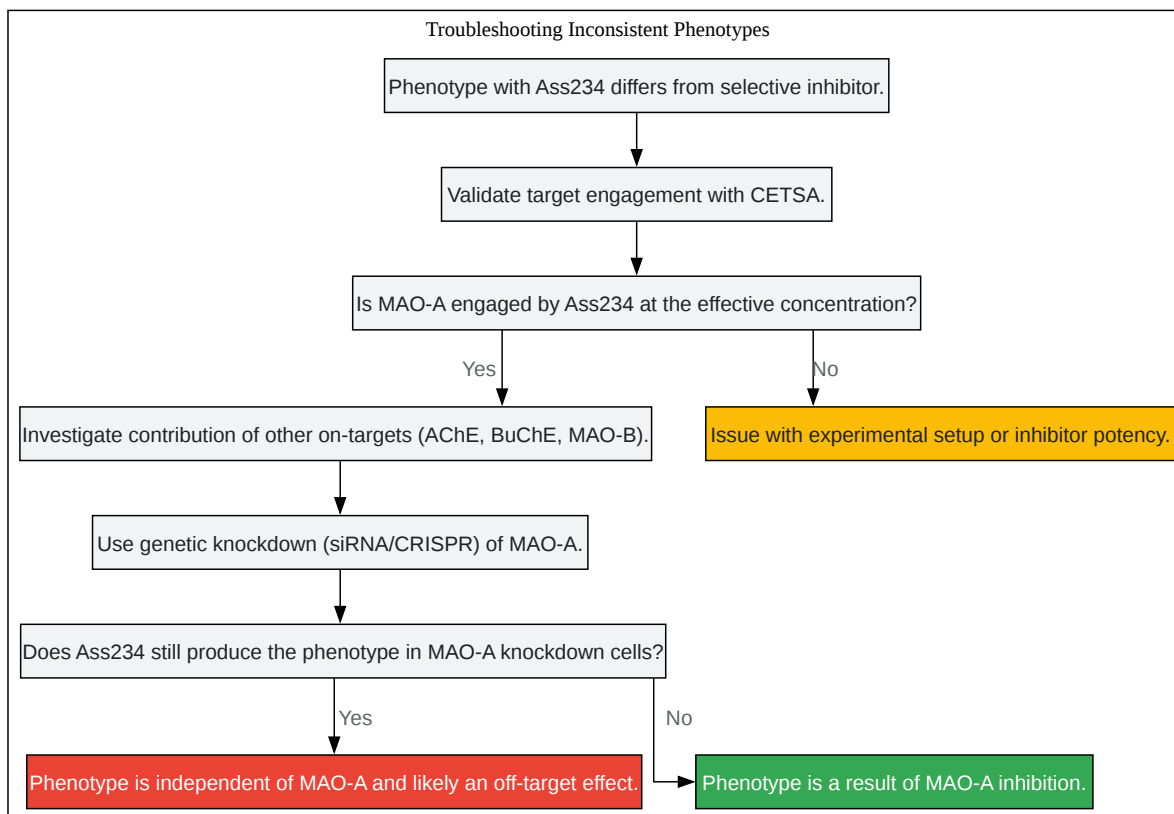 Troubleshooting Inconsistent Phenotypes
Phenotype with Ass234 differs from selective inhibitor.
Validate target engagement with CETSA.
Is MAO-A engaged by Ass234 at the effective concentration?
Yes
No
Investigate contribution of other on-targets (AChE, BuChE, MAO-B).
Issue with experimental setup or inhibitor potency.
Use genetic knockdown (siRNA/CRISPR) of MAO-A.
Does Ass234 still produce the phenotype in MAO-A knockdown cells?
Yes
No
Phenotype is independent of MAO-A and likely an off-target effect.
Phenotype is a result of MAO-A inhibition.